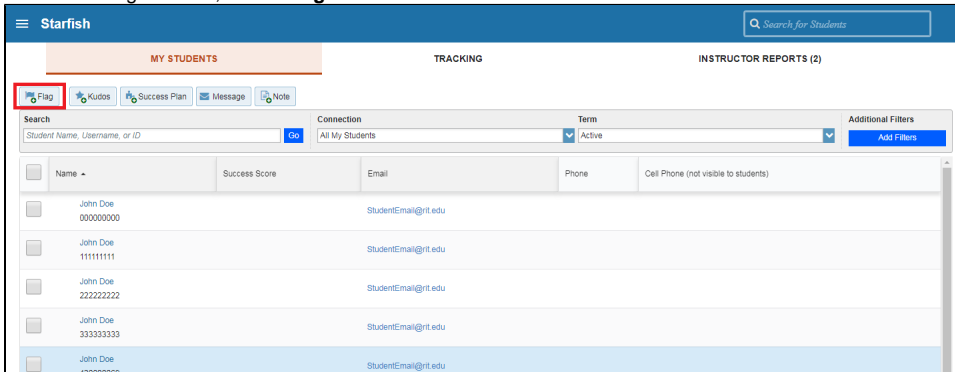 Starfish
Search for Students
MY STUDENTS TRACKING INSTRUCTOR REPORTS (2)
Flag Kudos Success Plan Message Note
Search Connection Term Additional Filters
Student Name, Username, or ID Go All My Students Active Add Filters
Name Success Score Email Phone Cell Phone (not visible to students)
John Doe
000000000
StudentEmail@rit.edu
John Doe
111111111
StudentEmail@rit.edu
John Doe
222222222
StudentEmail@rit.edu
John Doe
333333333
StudentEmail@rit.edu
John Doe
StudentEmail@rit.edu